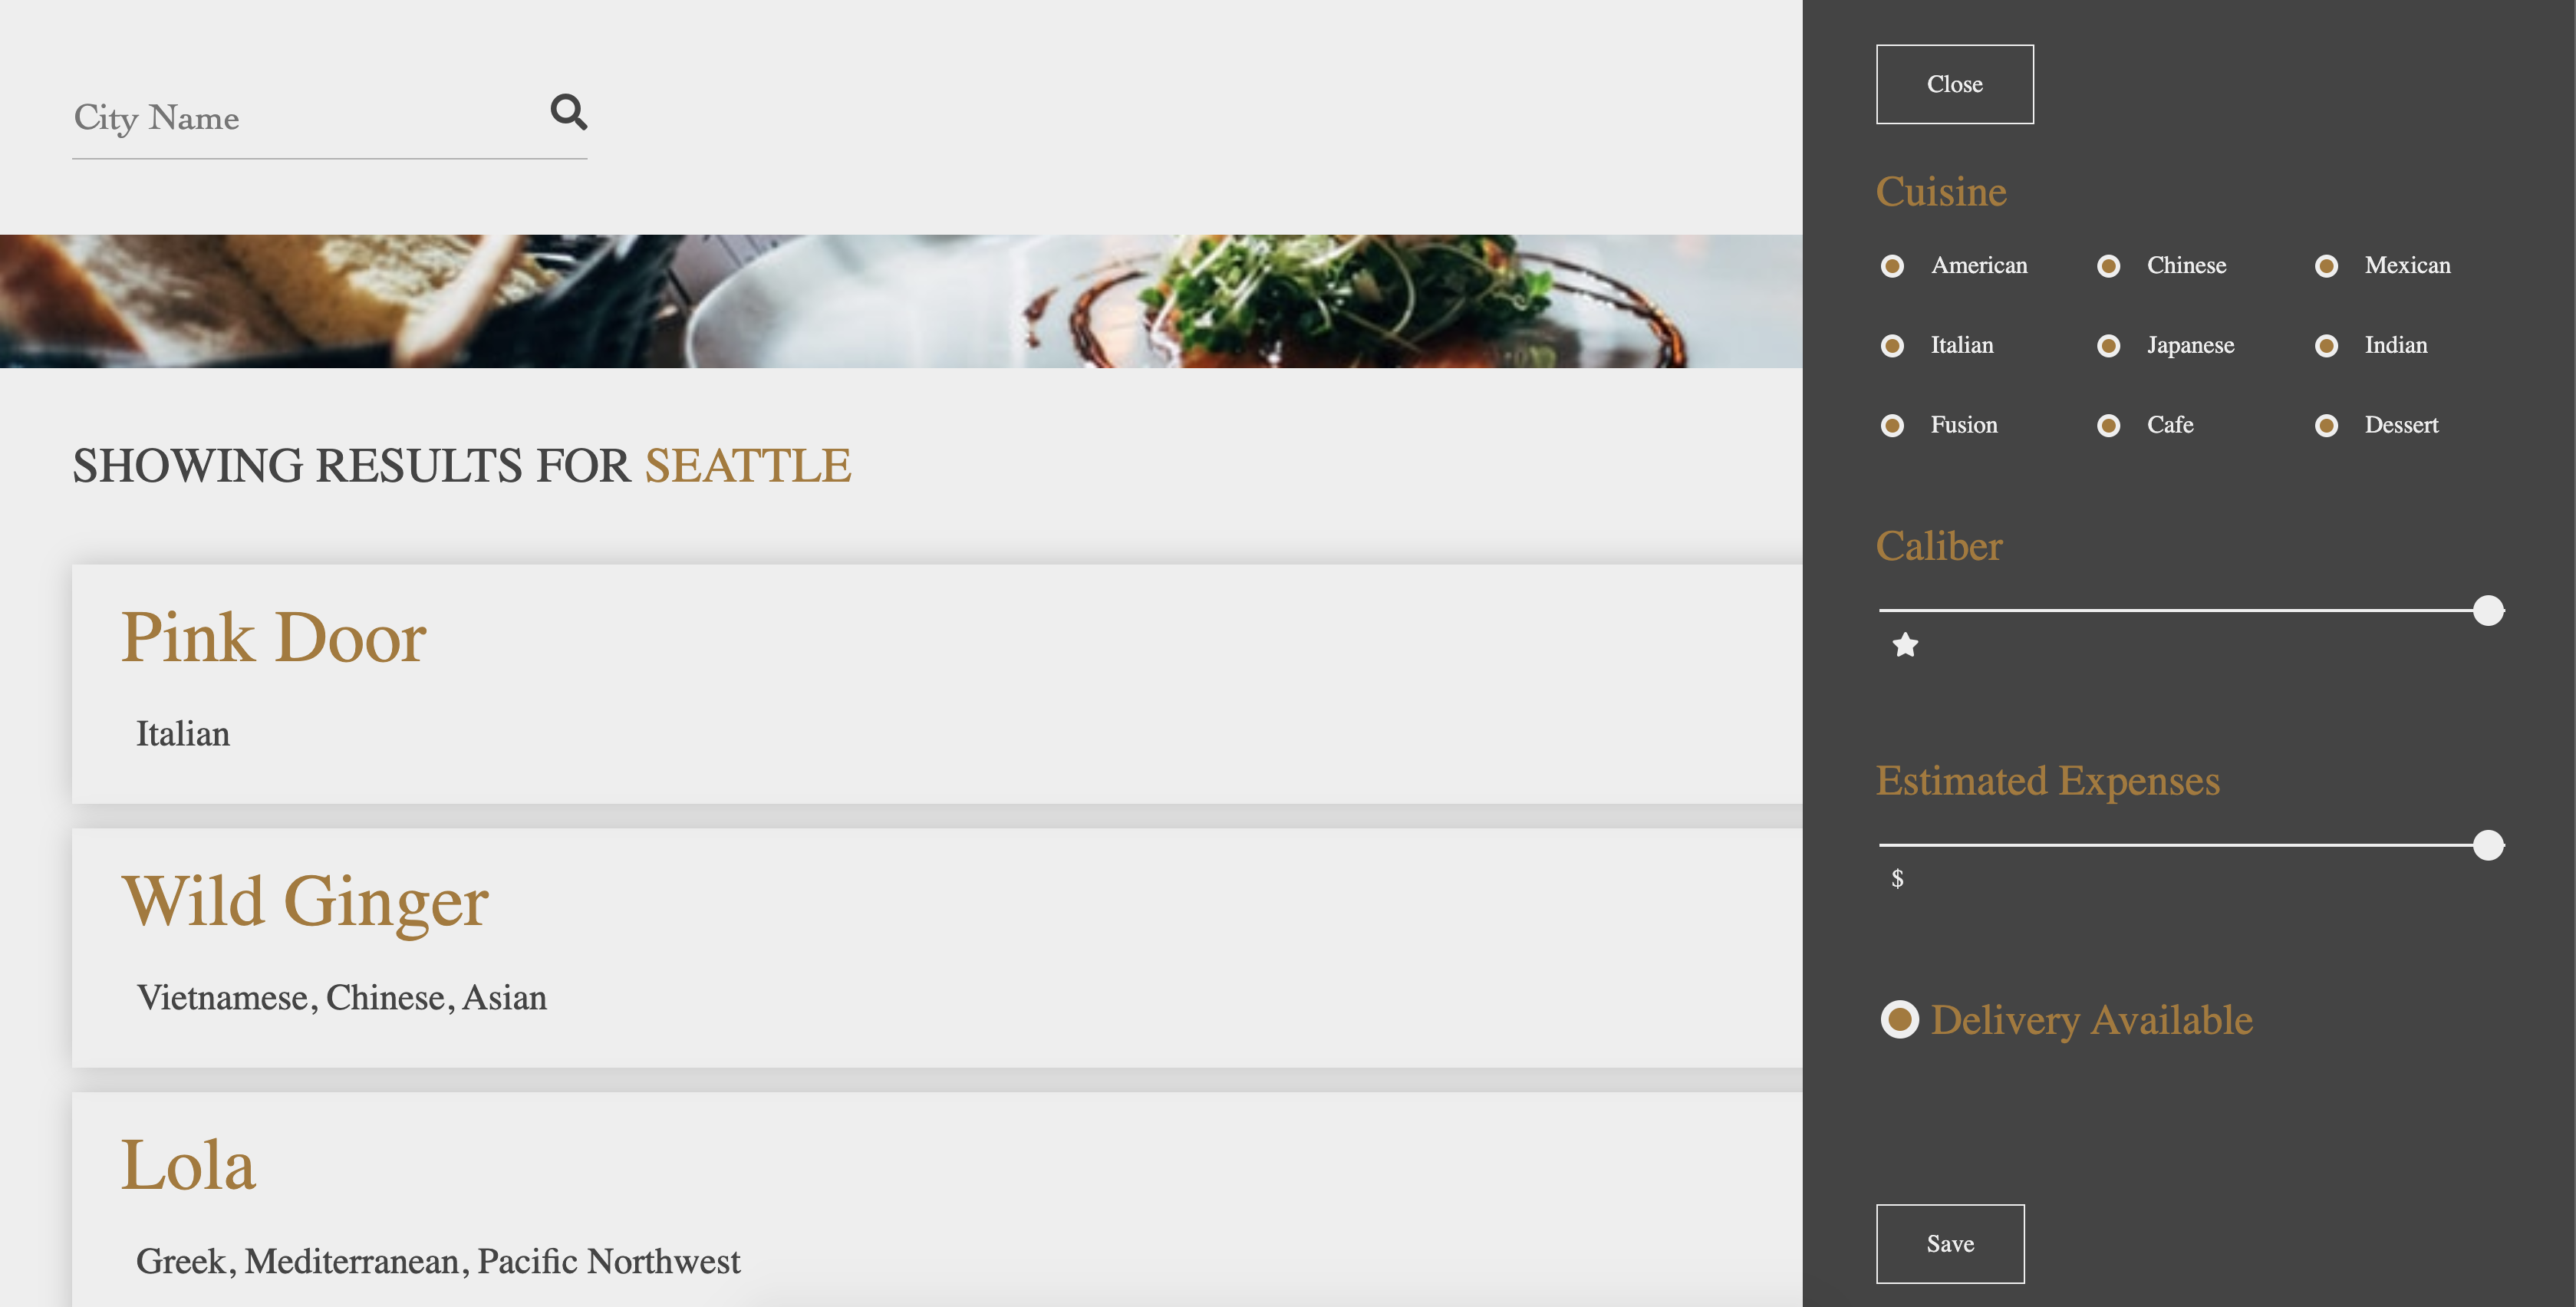 City Name
SHOWING RESULTS FOR SEATTLE
Pink Door
Italian
Wild Ginger
Vietnamese, Chinese, Asian
Lola
Greek, Mediterranean, Pacific Northwest
Close
Cuisine
American Chinese Mexican
Italian Japanese Indian
Fusion Cafe Dessert
Caliber
Estimated Expenses
$
Delivery Available
Save